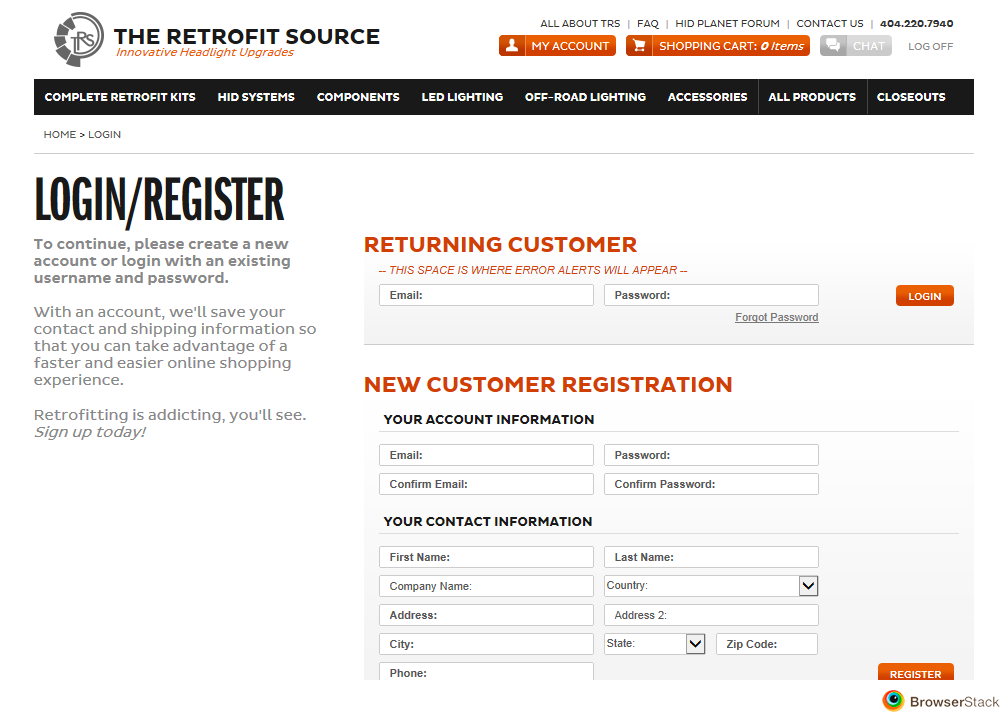 TRS
THE RETROFIT SOURCE
Innovative Headlight Upgrades
ALL ABOUT TRS | FAQ | HID PLANET FORUM | CONTACT US | 404.220.7940
MY ACCOUNT
SHOPPING CART: 0 Items
CHAT
LOG OFF
COMPLETE RETROFIT KITS HID SYSTEMS COMPONENTS LED LIGHTING OFF-ROAD LIGHTING ACCESSORIES ALL PRODUCTS CLOSEOUTS
HOME > LOGIN
LOGIN/REGISTER
To continue, please create a new
account or login with an existing
username and password.
With an account, we'll save your
contact and shipping information so
that you can take advantage of a
faster and easier online shopping
experience.
Retrofitting is addicting, you'll see.
Sign up today!
RETURNING CUSTOMER
-- THIS SPACE IS WHERE ERROR ALERTS WILL APPEAR --
Email: Password: LOGIN
Forgot Password
NEW CUSTOMER REGISTRATION
YOUR ACCOUNT INFORMATION
Email: Password:
Confirm Email: Confirm Password:
YOUR CONTACT INFORMATION
First Name: Last Name:
Company Name: Country:
Address: Address 2:
City: State: Zip Code:
Phone: REGISTER
BrowserStack